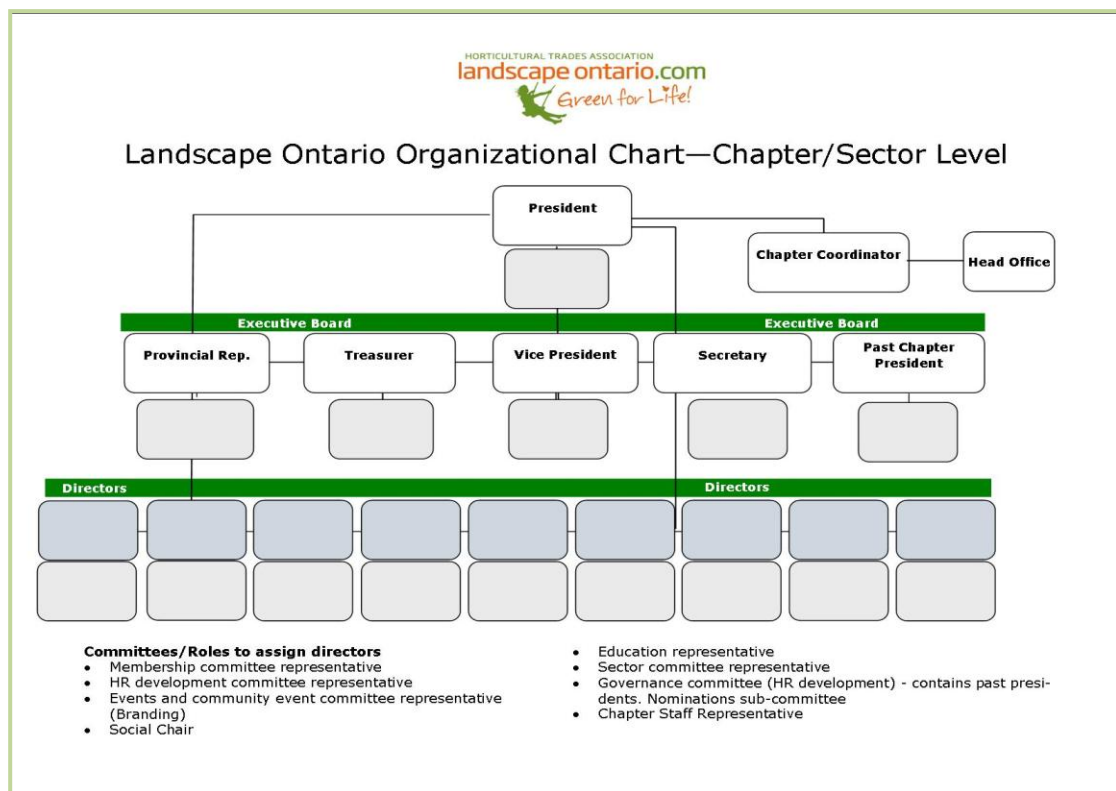 HORTICULTURAL TRADES ASSOCIATION
landscape ontario.com
Green for Life!
Landscape Ontario Organizational Chart—Chapter/Sector Level
President
Chapter Coordinator
Head Office
Executive Board
Executive Board
Provincial Rep.
Treasurer
Vice President
Secretary
Past Chapter
President
Directors
Directors
Committees/Roles to assign directors
• Membership committee representative
• HR development committee representative
• Events and community event committee representative
(Branding)
• Social Chair
• Education representative
• Sector committee representative
• Governance committee (HR development) - contains past presi-
dents. Nominations sub-committee
• Chapter Staff Representative